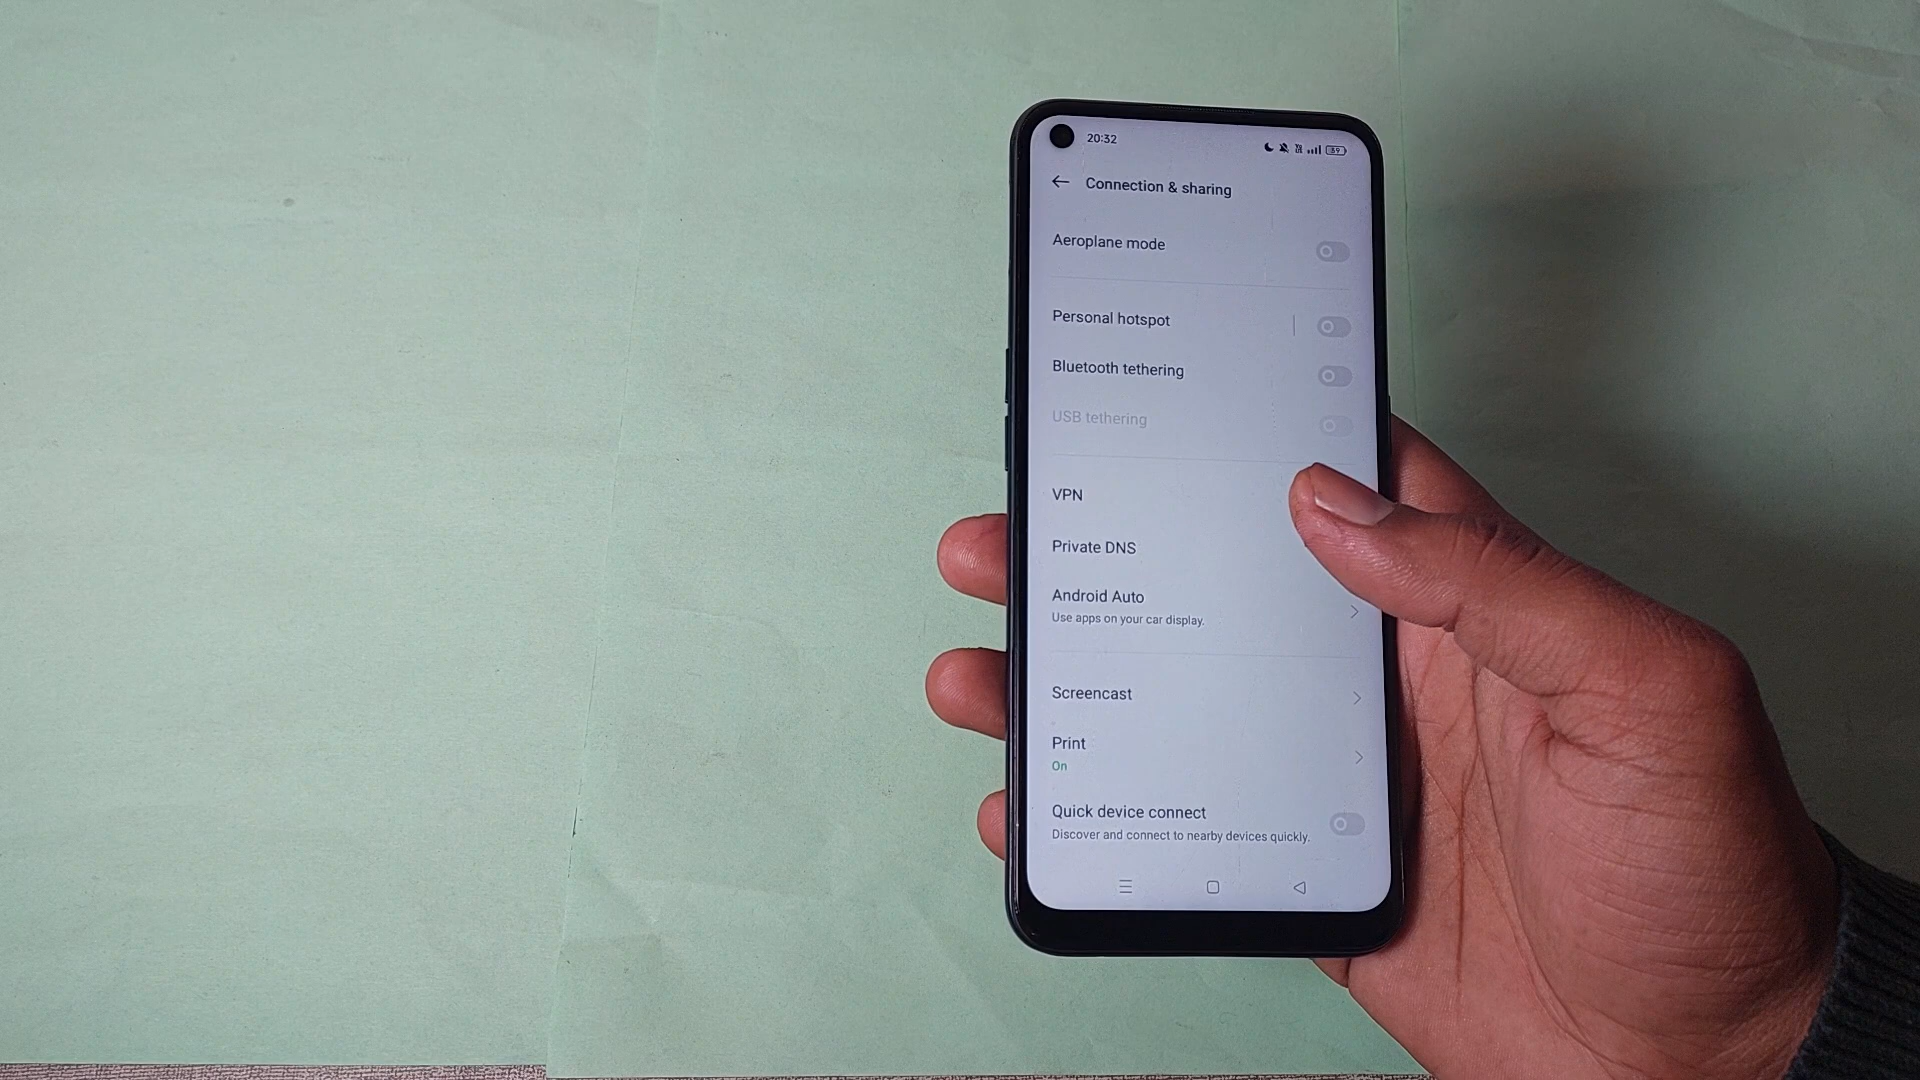 20:32
59
Connection & sharing
Aeroplane mode
Personal hotspot
Bluetooth tethering
USB tethering
VPN
Private DNS
Android Auto
Use apps on your car display.
Screencast
Print
On
Quick device connect
Discover and connect to nearby devices quickly.